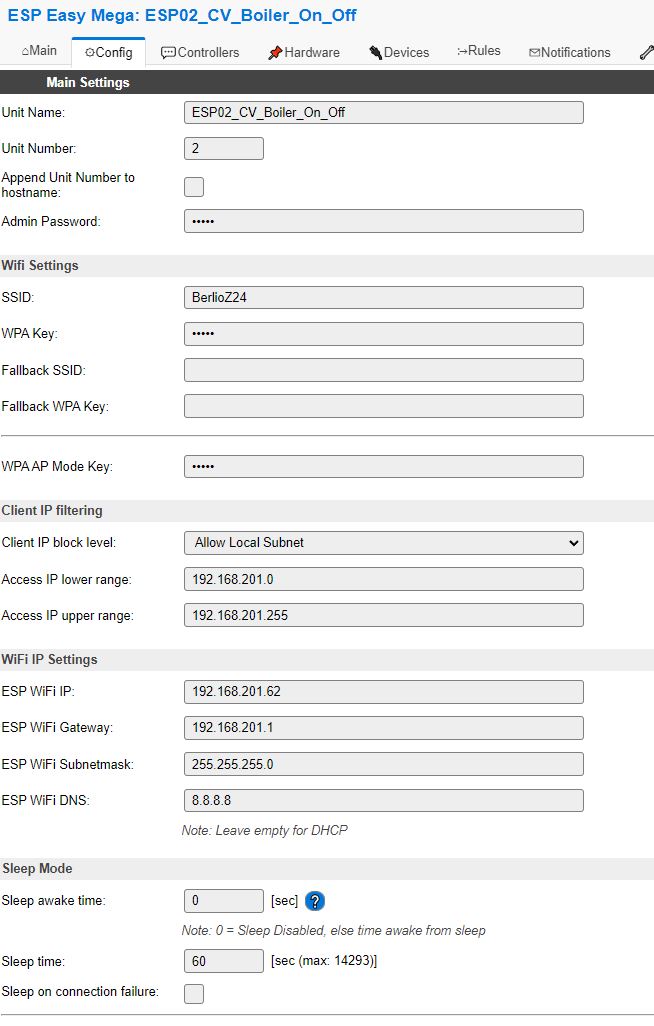 ESP Easy Mega: ESP02_CV_Boiler_On_Off
Main Config Controllers Hardware Devices Rules Notifications
Main Settings
Unit Name: ESP02_CV_Boiler_On_Off
Unit Number: 2
Append Unit Number to
hostname:
Admin Password: •••••
Wifi Settings
SSID: BerlioZ24
WPA Key: •••••
Fallback SSID:
Fallback WPA Key:
WPA AP Mode Key: •••••
Client IP filtering
Client IP block level: Allow Local Subnet
Access IP lower range: 192.168.201.0
Access IP upper range: 192.168.201.255
WiFi IP Settings
ESP WiFi IP: 192.168.201.62
ESP WiFi Gateway: 192.168.201.1
ESP WiFi Subnetmask: 255.255.255.0
ESP WiFi DNS: 8.8.8.8
Note: Leave empty for DHCP
Sleep Mode
Sleep awake time: 0 [sec] ?
Note: 0 = Sleep Disabled, else time awake from sleep
Sleep time: 60 [sec (max: 14293)]
Sleep on connection failure: